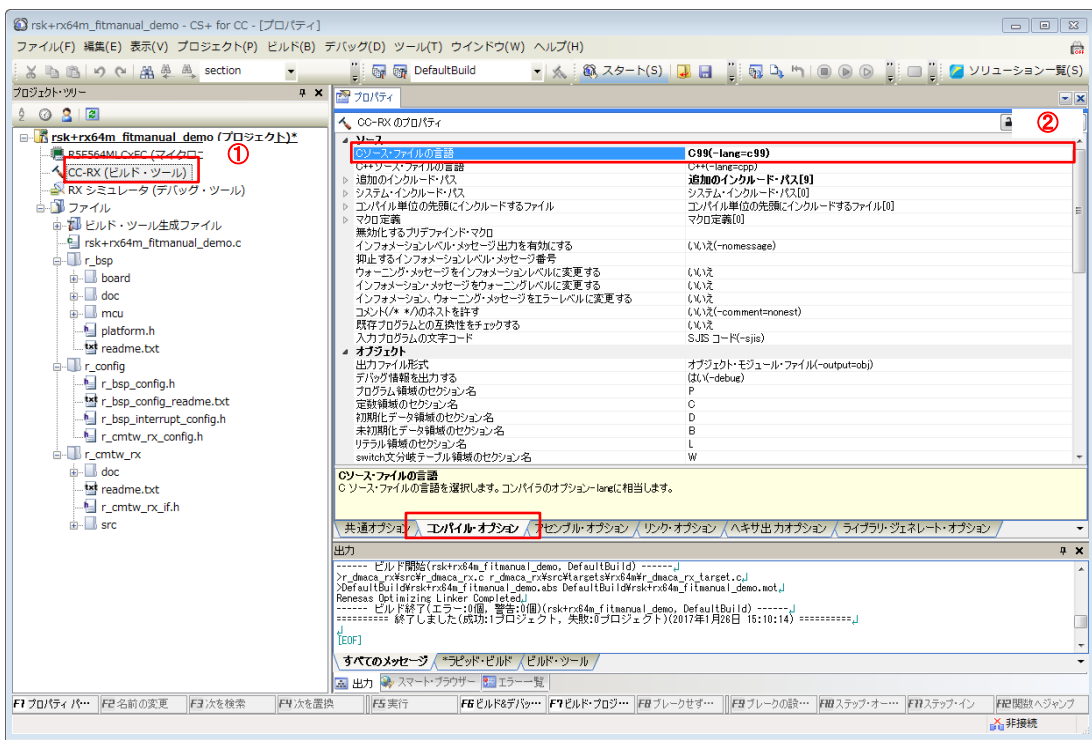 rsk+rx64m_fitmanual_demo - CS+ for CC - [プロパティ]
ファイル(F) 編集(E) 表示(V) プロジェクト(P) ビルド(B) デバッグ(D) ツール(T) ウインドウ(W) ヘルプ(H)
section DefaultBuild スタート(S) ソリューション一覧(S)
プロジェクト・ツリー
プロパティ
rsk+rx64m_fitmanual_demo (プロジェクト)*
R5F564MLCxFC (マイクロコ
①
CC-RX (ビルド・ツール)
RX シミュレータ (デバッグ・ツール)
ファイル
ビルド・ツール生成ファイル
rsk+rx64m_fitmanual_demo.c
r_bsp
board
doc
mcu
platform.h
readme.txt
r_config
r_bsp_config.h
r_bsp_config_readme.txt
r_bsp_interrupt_config.h
r_cmtw_rx_config.h
r_cmtw_rx
doc
readme.txt
r_cmtw_rx_if.h
src
CC-RX のプロパティ
②
ソース
Cソース・ファイルの言語 C99(-lang=c99)
C++ソース・ファイルの言語 C++(-lang=cpp)
追加のインクルード・パス 追加のインクルード・パス[9]
システム・インクルード・パス システム・インクルード・パス[0]
コンパイル単位の先頭にインクルードするファイル コンパイル単位の先頭にインクルードするファイル[0]
マクロ定義 マクロ定義[0]
無効化するプリデファインド・マクロ
インフォメーションレベル・メッセージ出力を有効にする いいえ(-nomessage)
抑止するインフォメーションレベル・メッセージ番号
ウォーニング・メッセージをインフォメーションレベルに変更する いいえ
インフォメーション・メッセージをウォーニングレベルに変更する いいえ
インフォメーション、ウォーニング・メッセージをエラーレベルに変更する いいえ
コメント(/* */)のネストを許す いいえ(-comment=nonest)
既存プログラムとの互換性をチェックする いいえ
入力プログラムの文字コード SJIS コード(-sjis)
オブジェクト
出力ファイル形式 オブジェクト・モジュール・ファイル(-output=obj)
デバッグ情報を出力する はい(-debug)
プログラム領域のセクション名 P
定数領域のセクション名 C
初期化データ領域のセクション名 D
未初期化データ領域のセクション名 B
リテラル領域のセクション名 L
switch文分岐テーブル領域のセクション名 W
Cソース・ファイルの言語
C ソース・ファイルの言語を選択します。コンパイラのオプション-langに相当します。
共通オプション コンパイル・オプション アセンブル・オプション リンク・オプション ヘキサ出力オプション ライブラリ・ジェネレート・オプション
出力
------ ビルド開始(rsk+rx64m_fitmanual_demo, DefaultBuild) ------↲
>r_dmaca_rx¥src¥r_dmaca_rx.c r_dmaca_rx¥src¥targets¥rx64m¥r_dmaca_rx_target.c↲
>DefaultBuild¥rsk+rx64m_fitmanual_demo.abs DefaultBuild¥rsk+rx64m_fitmanual_demo.mot↲
Renesas Optimizing Linker Completed↲
------ ビルド終了(エラー:0個, 警告:0個)(rsk+rx64m_fitmanual_demo, DefaultBuild) ------↲
========== 終了しました(成功:1プロジェクト, 失敗:0プロジェクト)(2017年1月26日 15:10:14) ==========↲
↲
[EOF]
すべてのメッセージ *ラピッド・ビルド ビルド・ツール
出力 スマート・ブラウザー エラー一覧
F1 プロパティ パ… F2 名前の変更 F3 次を検索 F4 次を置換 F5 実行 F6 ビルド&デバッ… F7 ビルド・プロジ… F8 ブレークせず… F9 ブレークの設… F10 ステップ・オー… F11 ステップ・イン F12 関数へジャンプ
非接続